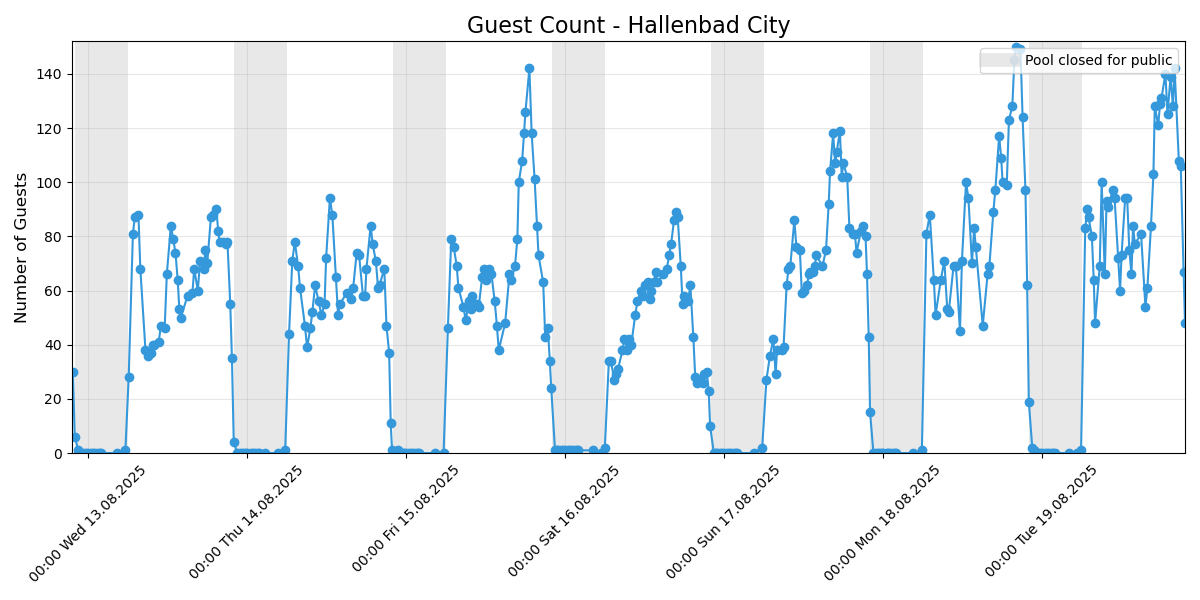 Guest Count - Hallenbad City
Pool closed for public
Number of Guests
140
120
100
80
60
40
20
0
00:00 Wed 13.08.2025
00:00 Thu 14.08.2025
00:00 Fri 15.08.2025
00:00 Sat 16.08.2025
00:00 Sun 17.08.2025
00:00 Mon 18.08.2025
00:00 Tue 19.08.2025